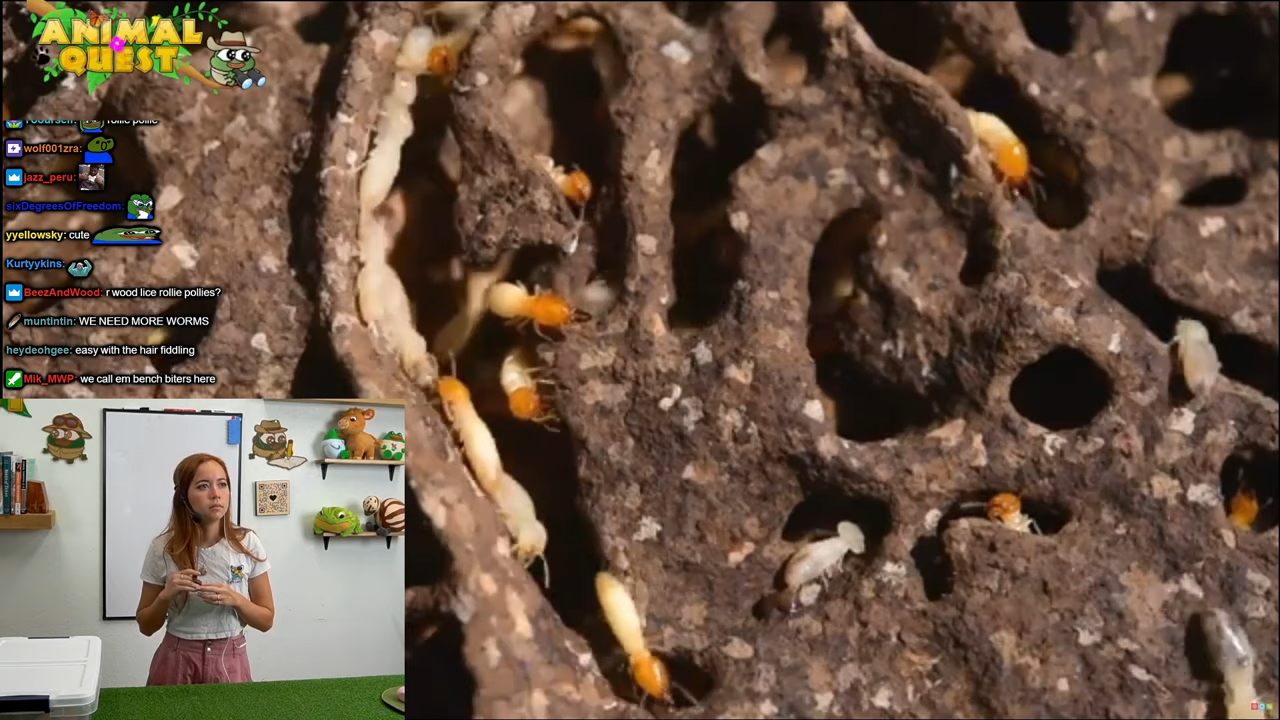 ANIMAL
QUEST
rollie pollie
wolf001zra:
jazz_peru:
sixDegreesOfFreedom:
yyellowsky: cute
Kurtyykins:
BeezAndWood: r wood lice rollie pollies?
muntintin: WE NEED MORE WORMS
heydeohgee: easy with the hair fiddling
Mik_MWP: we call em bench biters here